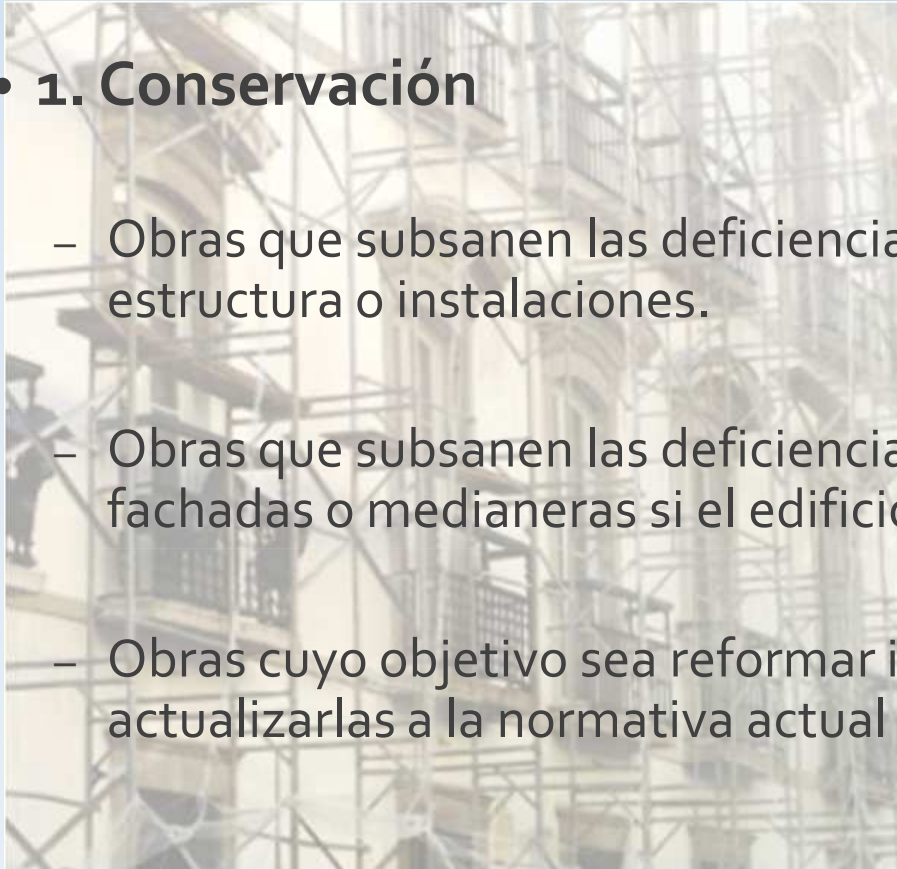 • 1. Conservación
– Obras que subsanen las deficiencia
estructura o instalaciones.
– Obras que subsanen las deficiencia
fachadas o medianeras si el edificio
– Obras cuyo objetivo sea reformar i
actualizarlas a la normativa actual